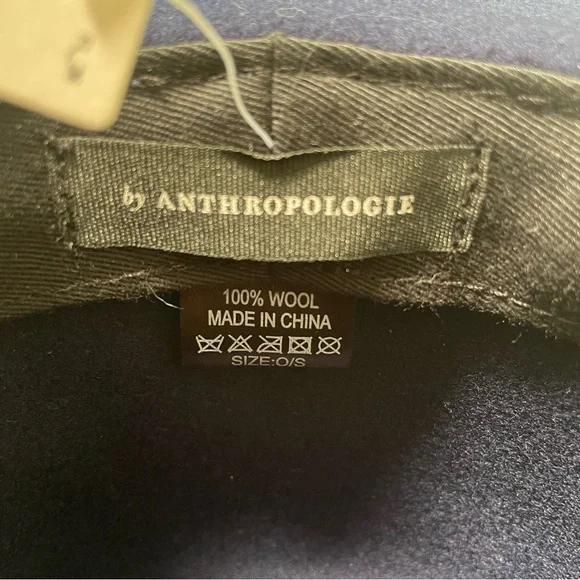 by ANTHROPOLOGIE
100% WOOL
MADE IN CHINA
SIZE:O/S